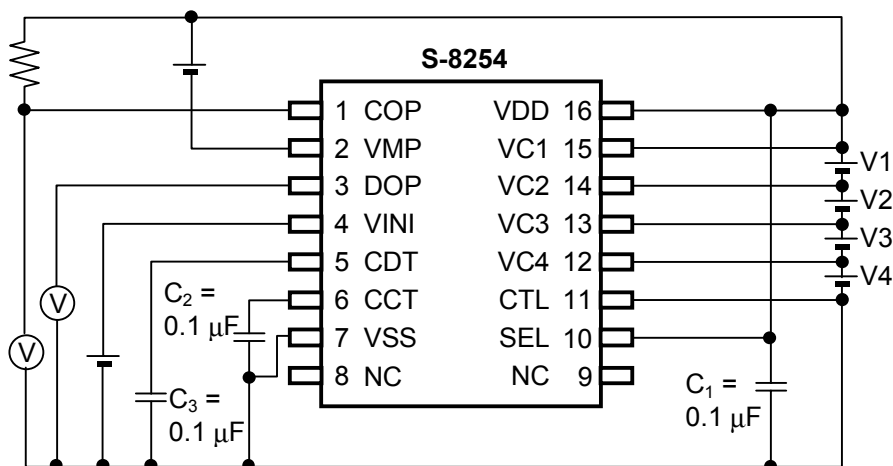 S-8254
1 COP VDD 16
2 VMP VC1 15
3 DOP VC2 14
4 VINI VC3 13
5 CDT VC4 12
6 CCT CTL 11
7 VSS SEL 10
8 NC NC 9
V1
V2
V3
V4
V
V
C2 =
0.1 μF
C3 =
0.1 μF
C1 =
0.1 μF